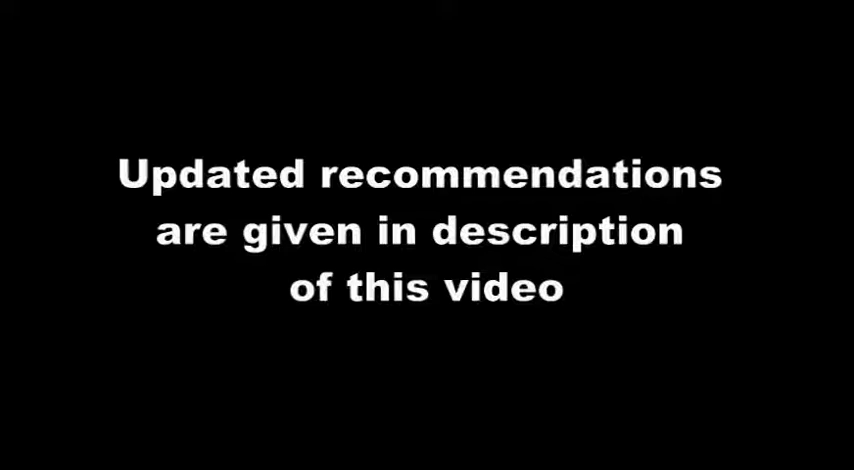 Updated recommendations
are given in description
of this video